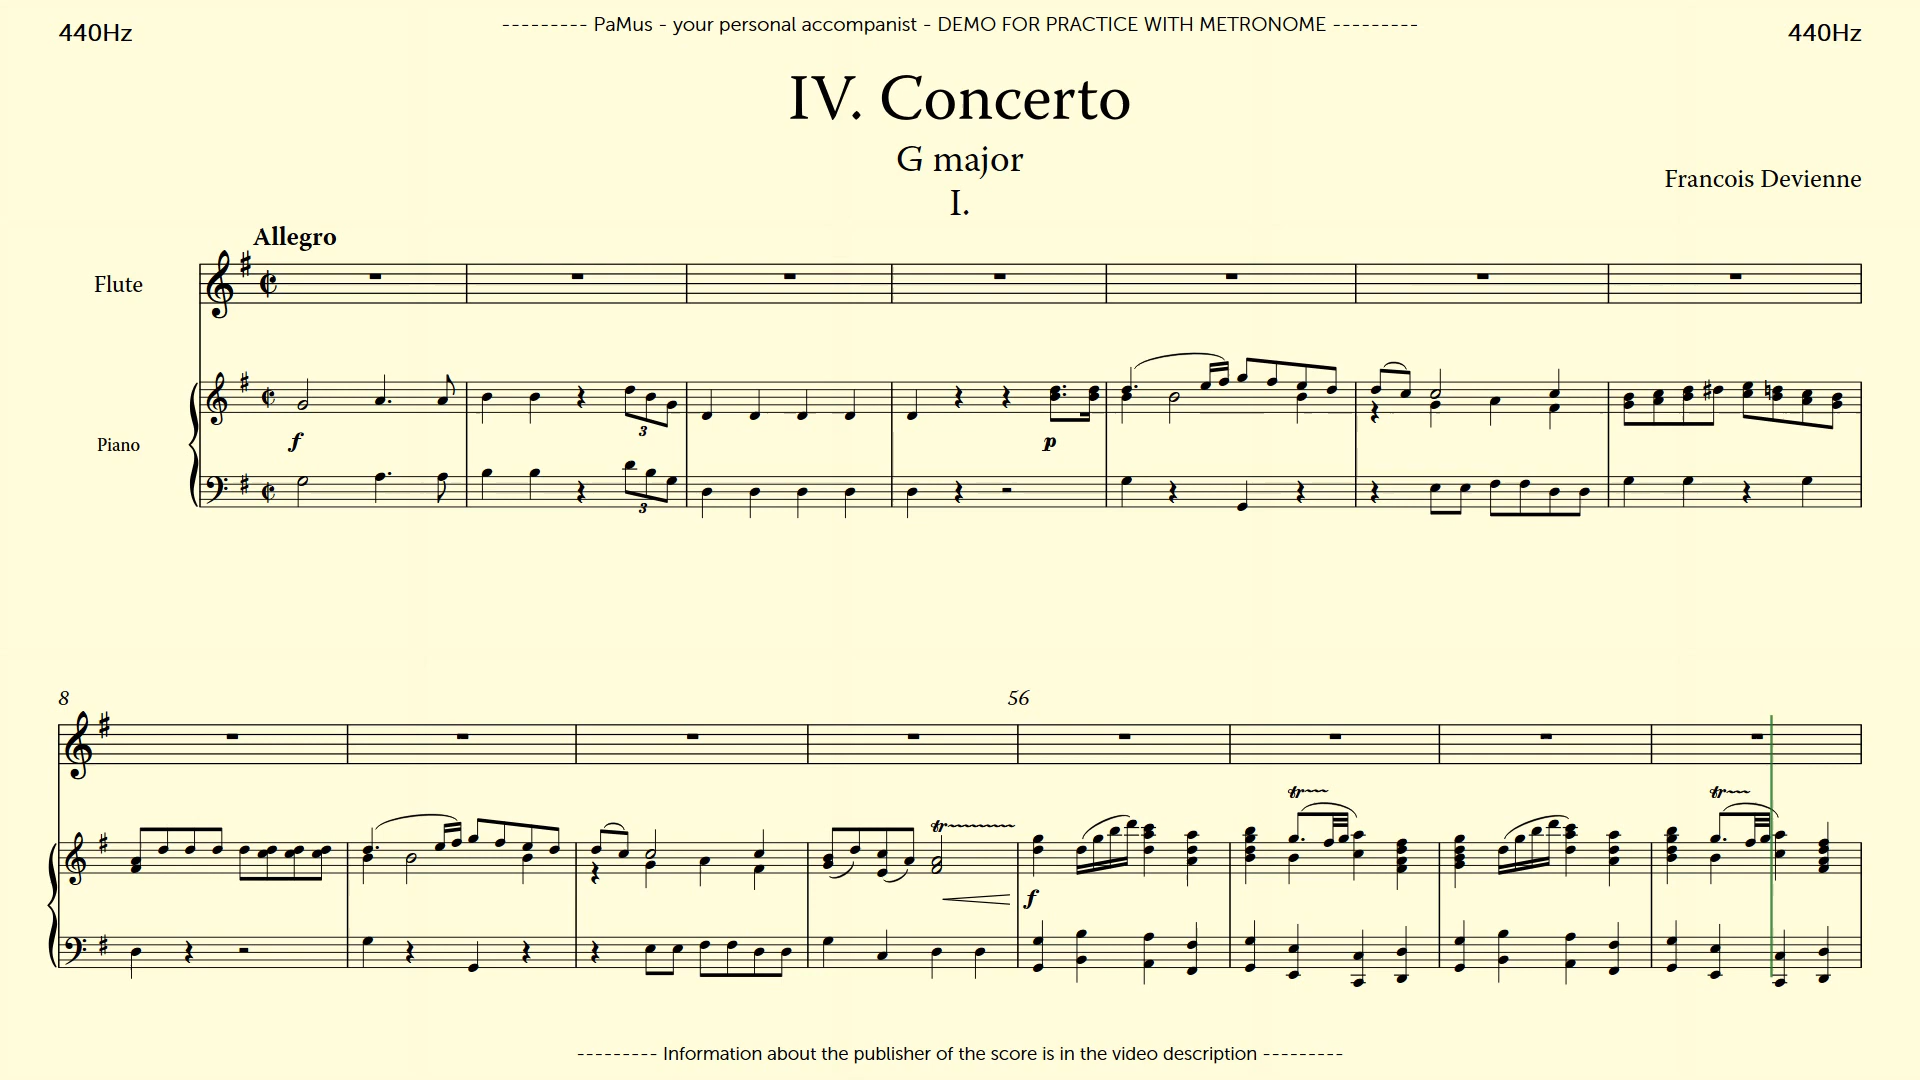 440Hz
--------- PaMus - your personal accompanist - DEMO FOR PRACTICE WITH METRONOME ---------
440Hz
IV. Concerto
G major
I.
Francois Devienne
Allegro
Flute
Piano
f
3
p
3
8
56
tr
tr
tr
f
--------- Information about the publisher of the score is in the video description ---------